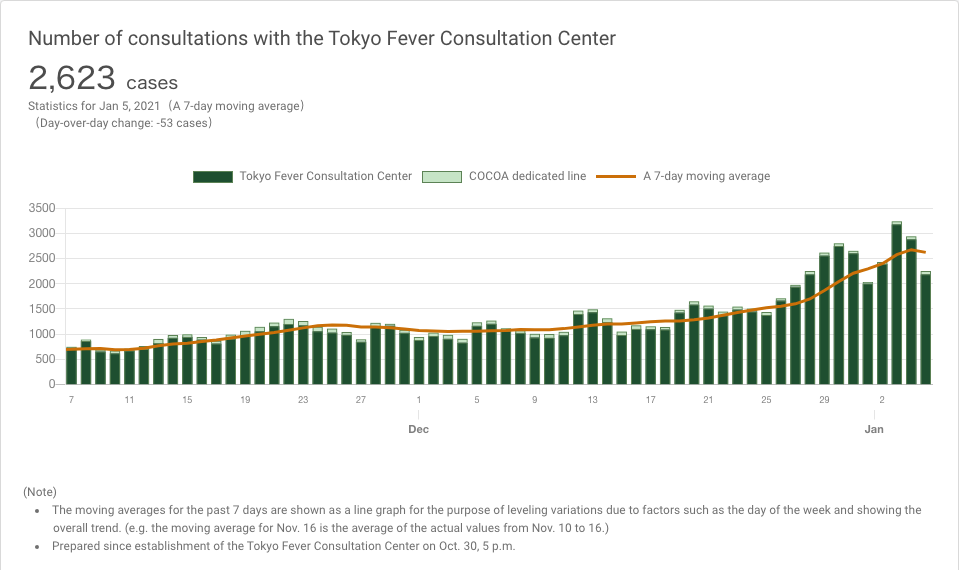 Number of consultations with the Tokyo Fever Consultation Center
2,623 cases
Statistics for Jan 5, 2021 (A 7-day moving average)
(Day-over-day change: -53 cases)
Tokyo Fever Consultation Center COCOA dedicated line A 7-day moving average
3500
3000
2500
2000
1500
1000
500
0
7 11 15 19 23 27 1 5 9 13 17 21 25 29 2
Dec Jan
(Note)
• The moving averages for the past 7 days are shown as a line graph for the purpose of leveling variations due to factors such as the day of the week and showing the
overall trend. (e.g. the moving average for Nov. 16 is the average of the actual values from Nov. 10 to 16.)
• Prepared since establishment of the Tokyo Fever Consultation Center on Oct. 30, 5 p.m.